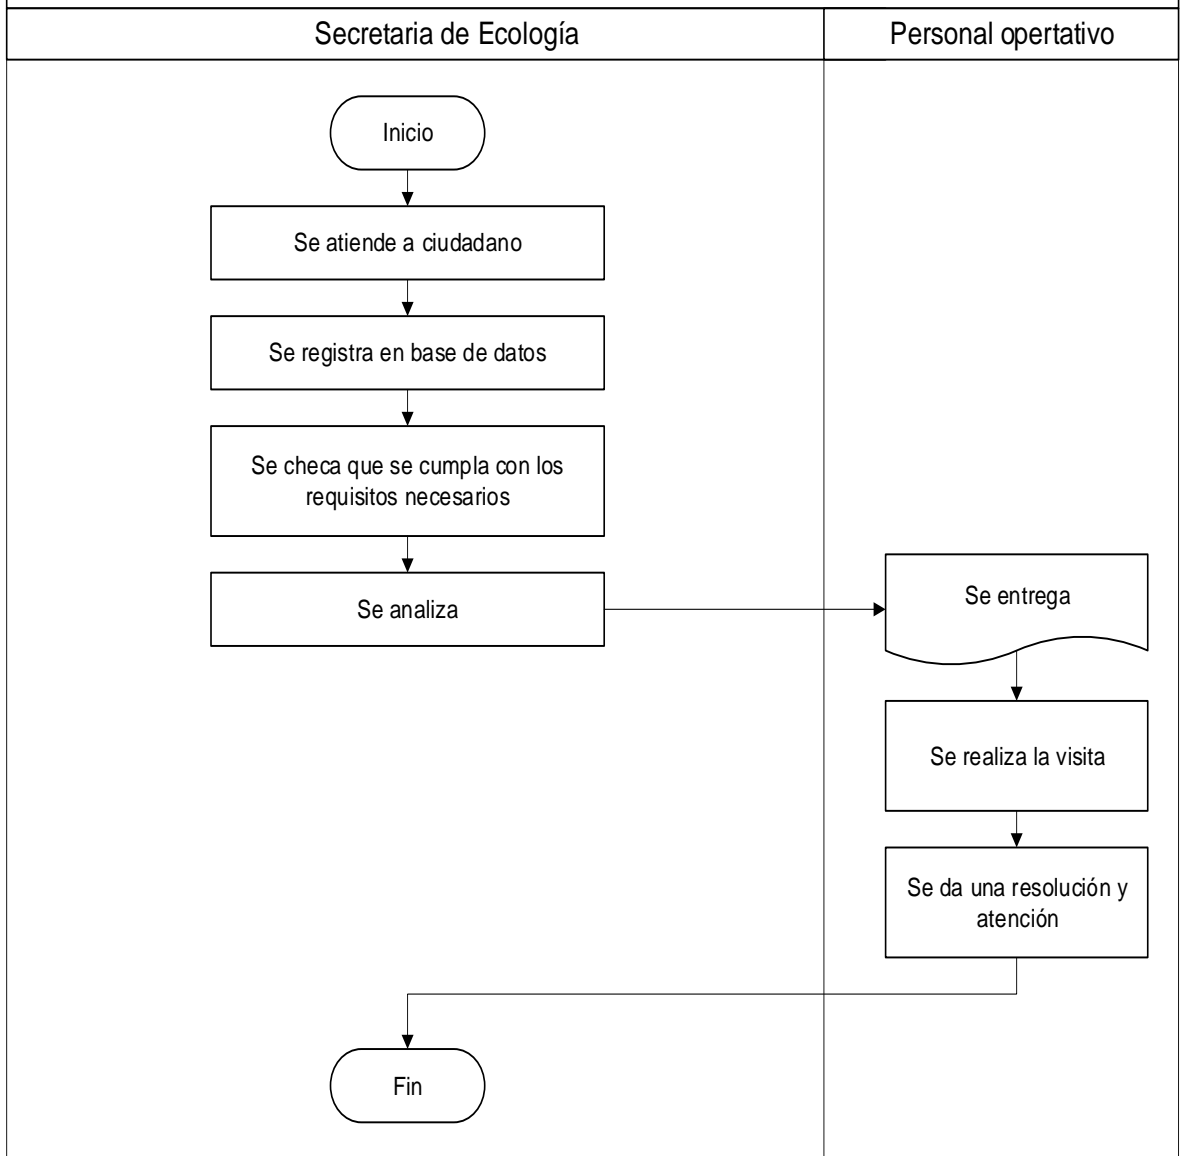 Secretaria de Ecología
Personal opertativo
Inicio
Se atiende a ciudadano
Se registra en base de datos
Se checa que se cumpla con los
requisitos necesarios
Se analiza
Se entrega
Se realiza la visita
Se da una resolución y
atención
Fin